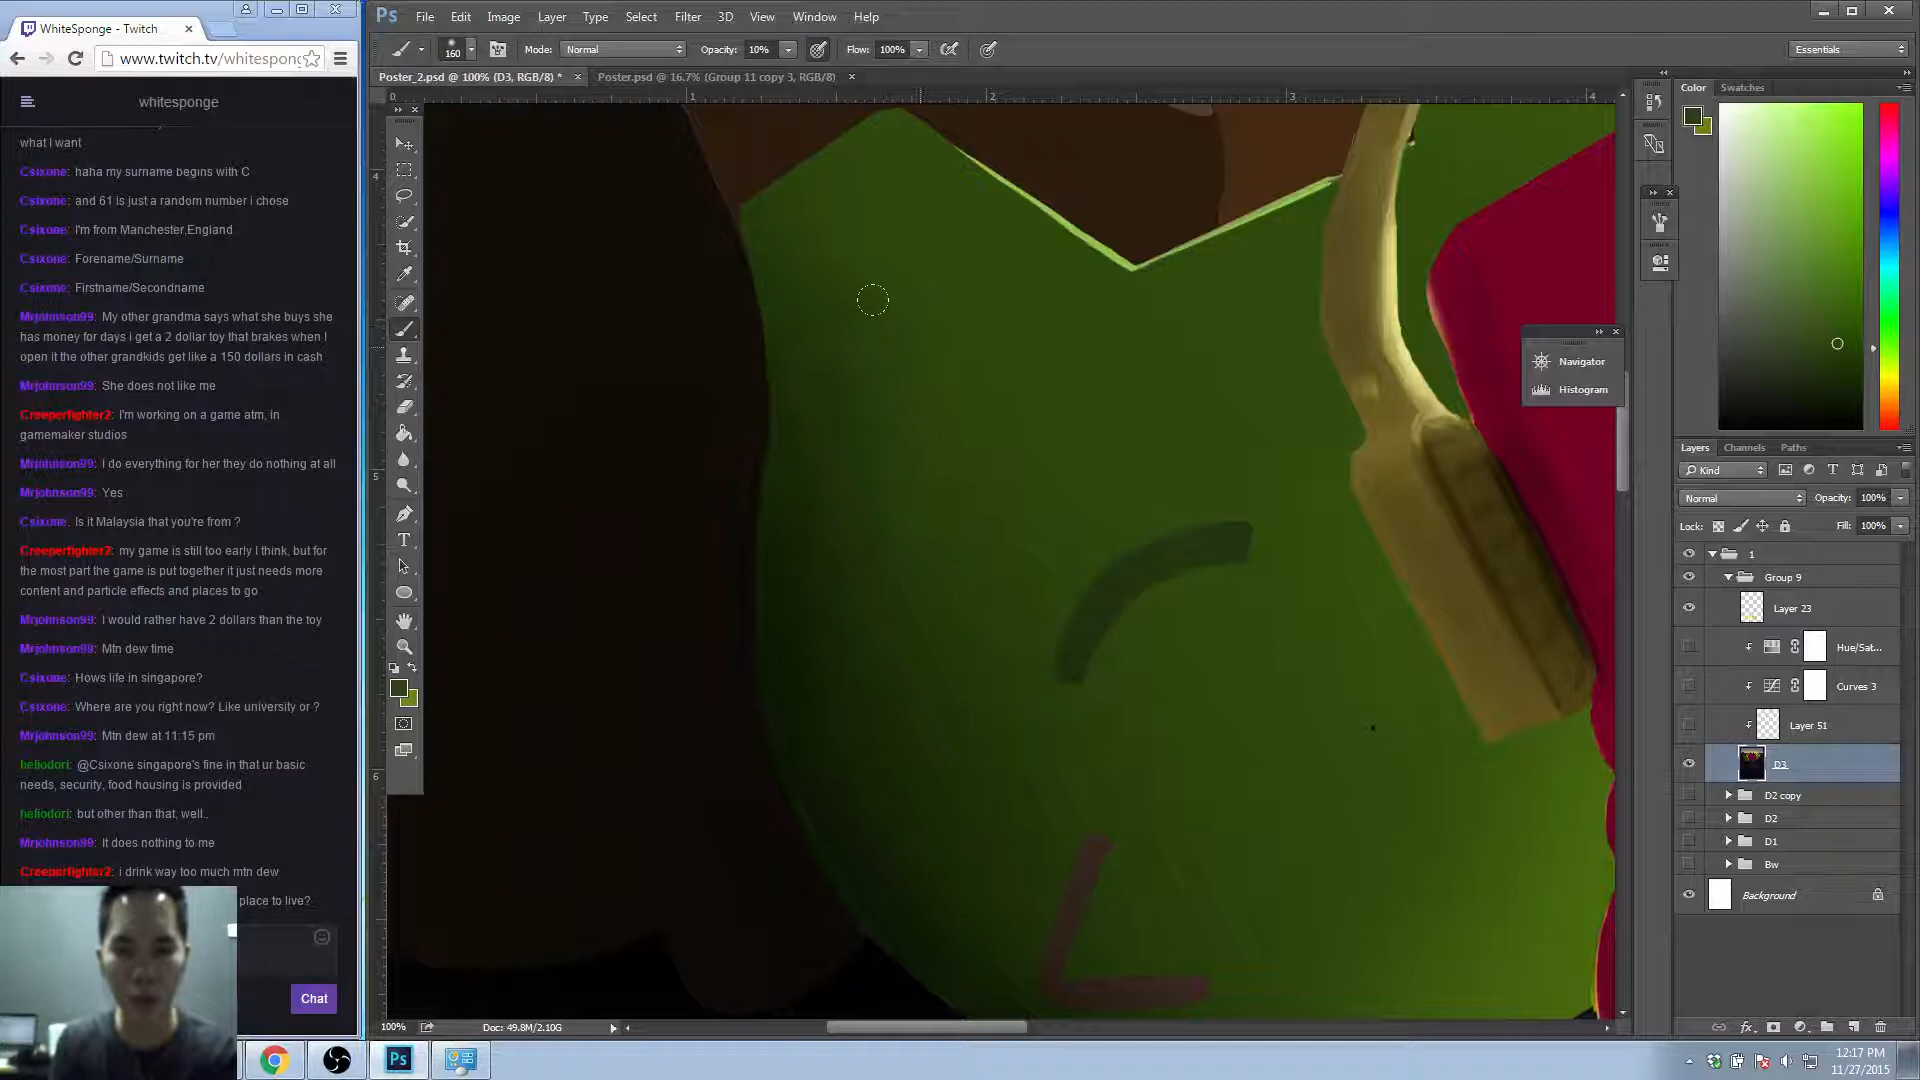 WhiteSponge - Twitch
www.twitch.tv/whitespong
whitesponge
what I want
Csixone: haha my surname begins with C
Csixone: and 61 is just a random number i chose
Csixone: I'm from Manchester,England
Csixone: Forename/Surname
Csixone: Firstname/Secondname
Mrjohnson99: My other grandma says what she buys she
has money for days i get a 2 dollar toy that brakes when I
open it the other grandkids get like a 150 dollars in cash
Mrjohnson99: She does not like me
Creeperfighter2: I'm working on a game atm, in
gamemaker studios
Mrjohnson99: I do everything for her they do nothing at all
Mrjohnson99: Yes
Csixone: Is it Malaysia that you're from ?
Creeperfighter2: my game is still too early I think, but for
the most part the game is put together it just needs more
content and particle effects and places to go
Mrjohnson99: I would rather have 2 dollars than the toy
Mrjohnson99: Mtn dew time
Csixone: Hows life in singapore?
Csixone: Where are you right now? Like university or ?
Mrjohnson99: Mtn dew at 11:15 pm
heliodori: @Csixone singapore's fine in that ur basic
needs, security, food housing is provided
heliodori: but other than that, well..
Mrjohnson99: It does nothing to me
Creeperfighter2: i drink way too much mtn dew
place to live?
Chat
Ps File Edit Image Layer Type Select Filter 3D View Window Help
160 Mode: Normal Opacity: 10% Flow: 100% Essentials
Poster_2.psd @ 100% (D3, RGB/8) * Poster.psd @ 16.7% (Group 11 copy 3, RGB/8)
0 1 2 3 4
4
5
6
Color Swatches
Navigator
Histogram
Layers Channels Paths
Kind
Normal Opacity: 100%
Lock: Fill: 100%
1
Group 9
Layer 23
Hue/Sat...
Curves 3
Layer 51
D3
D2 copy
D2
D1
Bw
Background
fx
100% Doc: 49.8M/2.10G
Ps
12:17 PM
11/27/2015